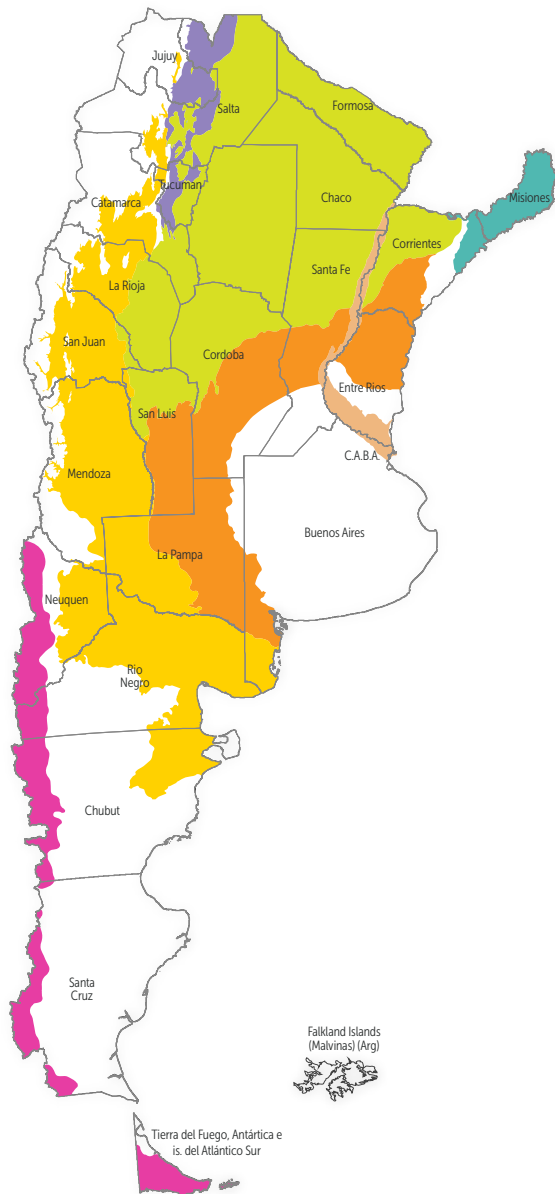 Jujuy
Salta
Formosa
Tucuman
Chaco
Misiones
Catamarca
Corrientes
Santa Fe
La Rioja
San Juan
Cordoba
Entre Rios
San Luis
C.A.B.A.
Mendoza
Buenos Aires
La Pampa
Neuquen
Rio
Negro
Chubut
Santa
Cruz
Falkland Islands
(Malvinas) (Arg)
Tierra del Fuego, Antártica e
is. del Atlántico Sur